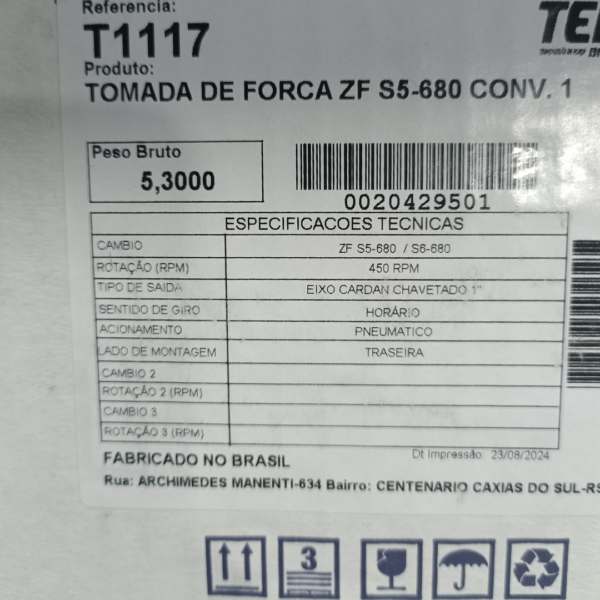 Referencia:
T1117
Produto:
TOMADA DE FORCA ZF S5-680 CONV. 1
Peso Bruto
5,3000
0020429501
ESPECIFICACOES TECNICAS
CAMBIO ZF S5-680 / S6-680
ROTAÇÃO (RPM) 450 RPM
TIPO DE SAIDA EIXO CARDAN CHAVETADO 1"
SENTIDO DE GIRO HORÁRIO
ACIONAMENTO PNEUMATICO
LADO DE MONTAGEM TRASEIRA
CAMBIO 2
ROTAÇÃO 2 (RPM)
CAMBIO 3
ROTAÇÃO 3 (RPM)
FABRICADO NO BRASIL
Dt Impressão: 23/08/2024
Rua: ARCHIMEDES MANENTI-634 Bairro: CENTENARIO CAXIAS DO SUL-RS
3